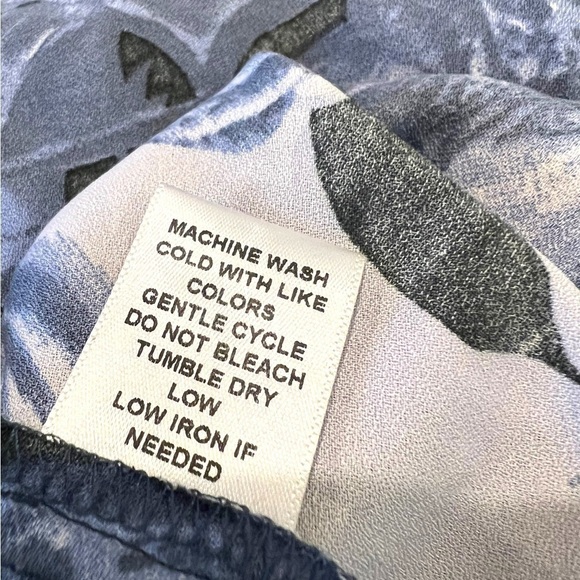 MACHINE WASH
COLD WITH LIKE
COLORS
GENTLE CYCLE
DO NOT BLEACH
TUMBLE DRY
LOW
LOW IRON IF
NEEDED